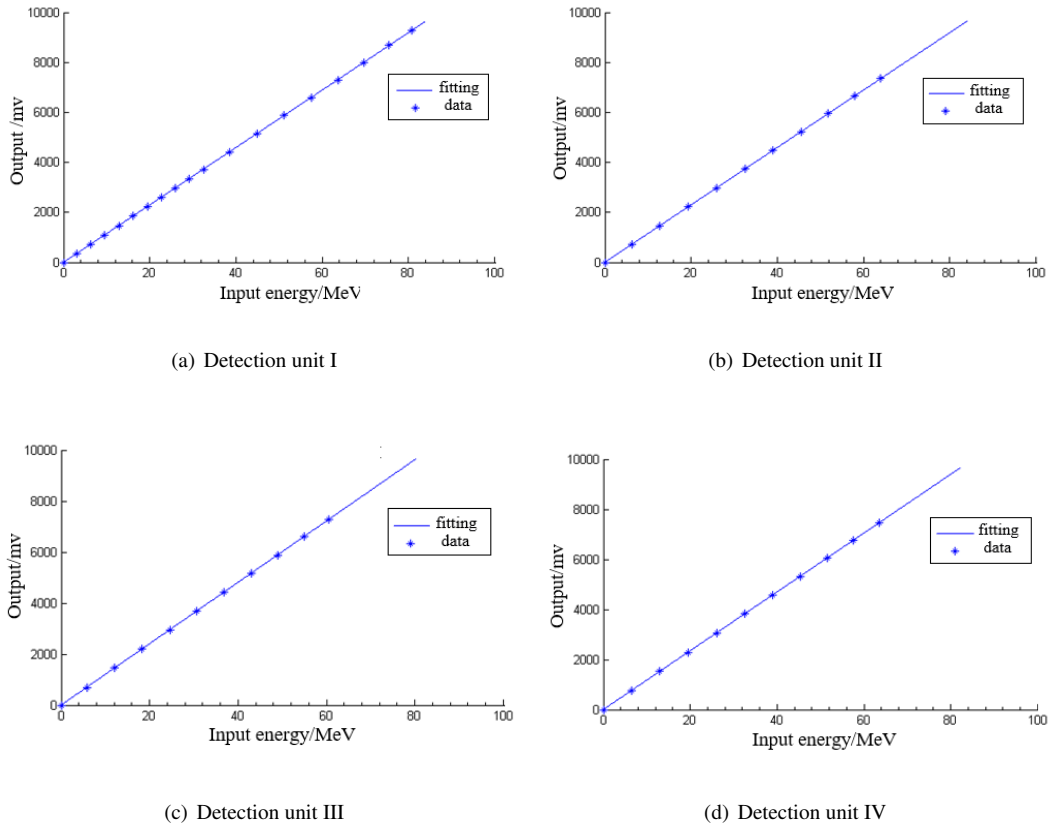 10000
8000
6000
4000
2000
0
Output /mv
fitting
data
0 20 40 60 80 100
Input energy/MeV
(a) Detection unit I
10000
8000
6000
4000
2000
0
Output/mv
fitting
data
0 20 40 60 80 100
Input energy/MeV
(b) Detection unit II
10000
8000
6000
4000
2000
0
Output/mv
fitting
data
0 20 40 60 80 100
Input energy/MeV
(c) Detection unit III
10000
8000
6000
4000
2000
0
Output/mv
fitting
data
0 20 40 60 80 100
Input energy/MeV
(d) Detection unit IV